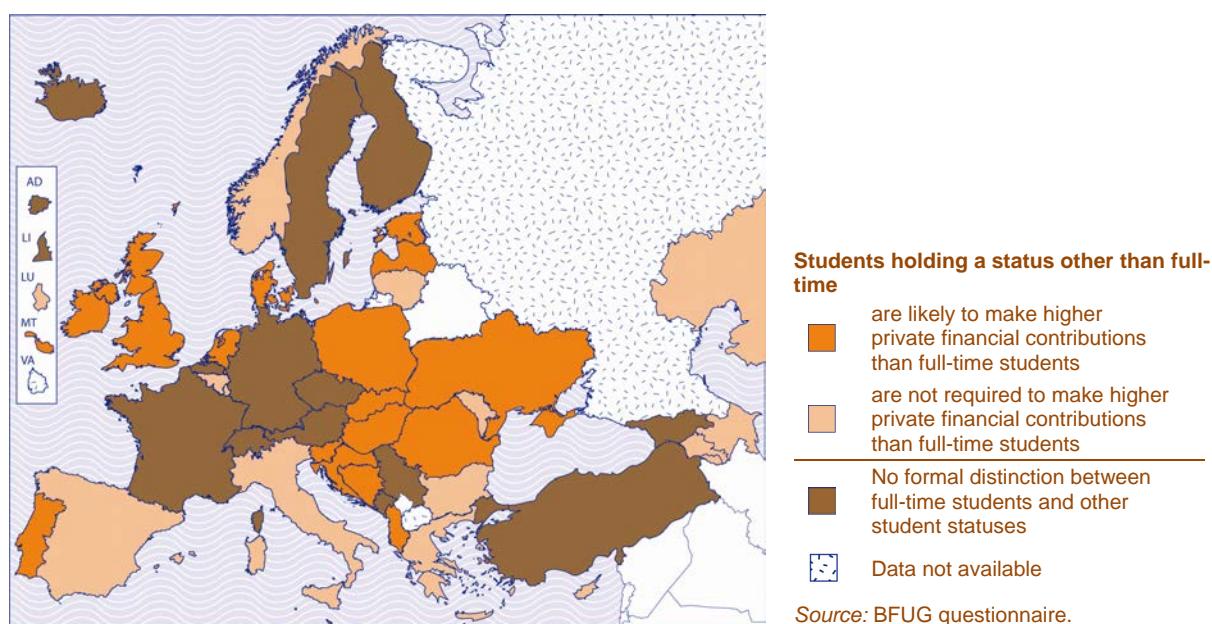 AD
LI
LU
MT
VA
Students holding a status other than full-
time
are likely to make higher
private financial contributions
than full-time students
are not required to make higher
private financial contributions
than full-time students
No formal distinction between
full-time students and other
student statuses
Data not available
Source: BFUG questionnaire.